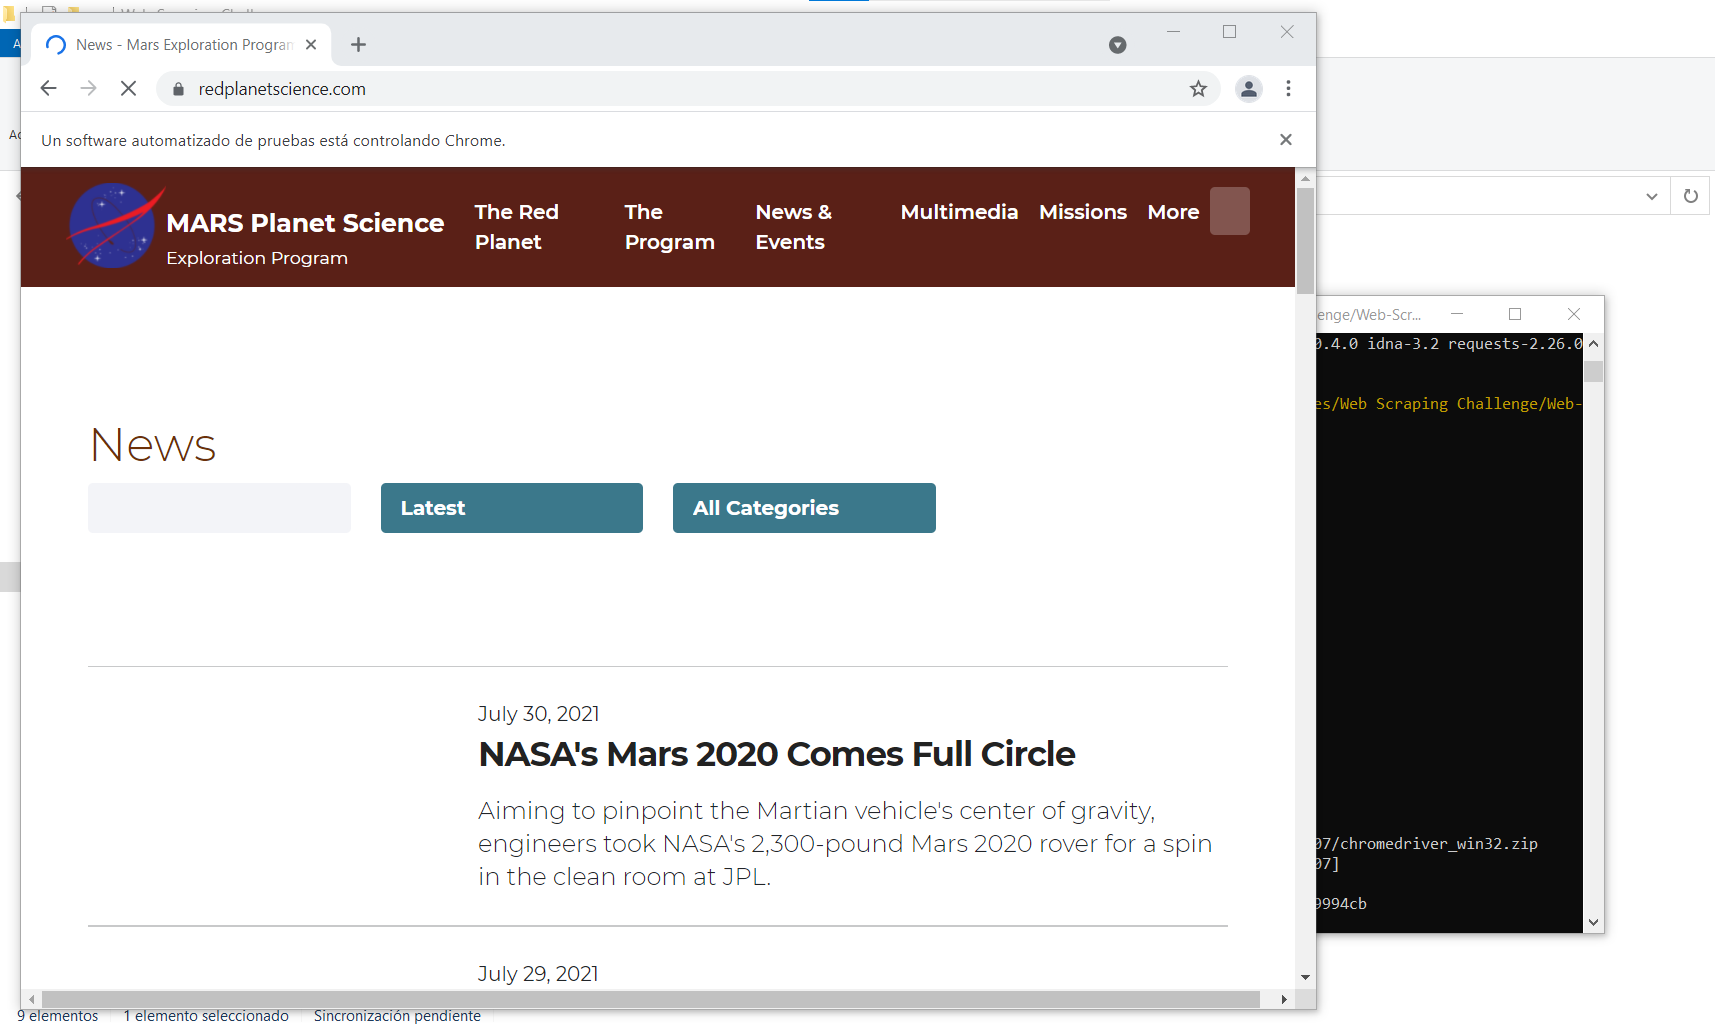 News - Mars Exploration Program
redplanetscience.com
Un software automatizado de pruebas está controlando Chrome.
MARS Planet Science
Exploration Program
The Red
Planet
The
Program
News &
Events
Multimedia
Missions
More
News
Latest
All Categories
July 30, 2021
NASA's Mars 2020 Comes Full Circle
Aiming to pinpoint the Martian vehicle's center of gravity,
engineers took NASA's 2,300-pound Mars 2020 rover for a spin
in the clean room at JPL.
July 29, 2021
enge/Web-Scr...
0.4.0 idna-3.2 requests-2.26.0
es/Web Scraping Challenge/Web-
07/chromedriver_win32.zip
07]
9994cb
9 elementos
1 elemento seleccionado
Sincronización pendiente